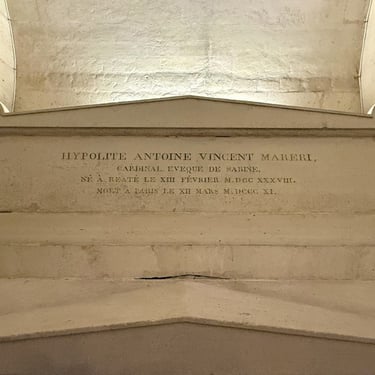 HYPOLITE ANTOINE VINCENT MARERI,
CARDINAL EVEQUE DE SABINE,
NÉ À REATE LE XIII FÉVRIER M.DCC XXXVIII.
MORT À PARIS LE XII MARS M.DCCC XI.